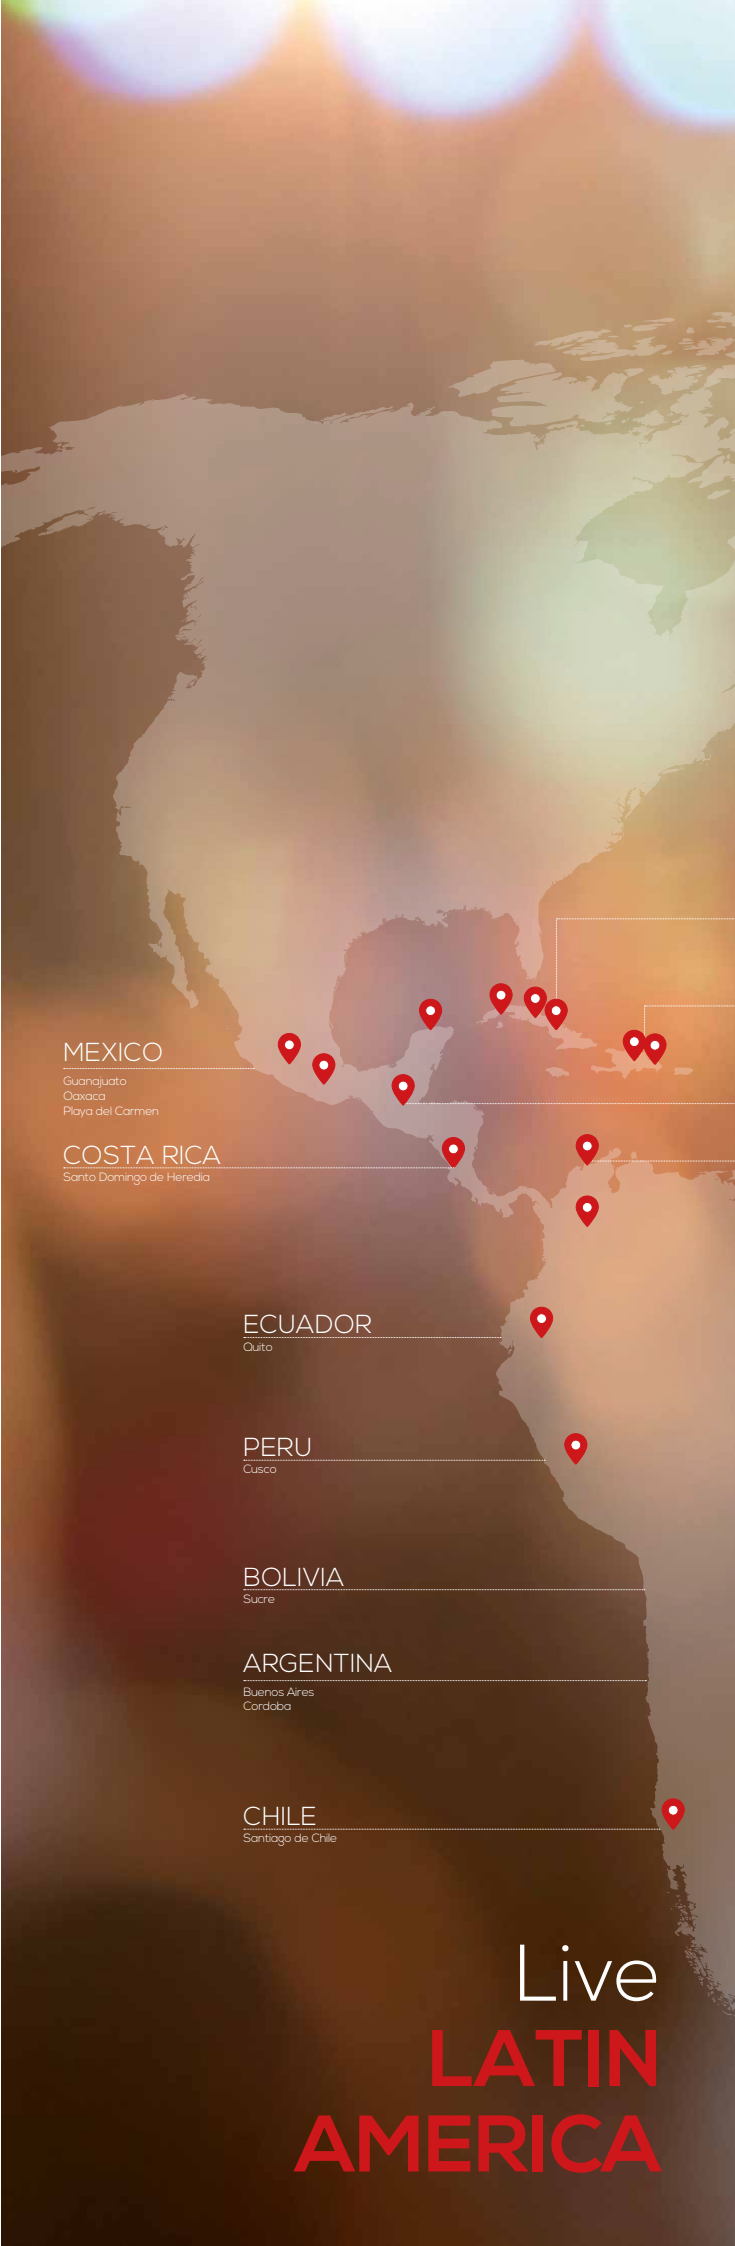 MEXICO
Guanajuato
Oaxaca
Playa del Carmen
COSTA RICA
Santo Domingo de Heredia
ECUADOR
Quito
PERU
Cusco
BOLIVIA
Sucre
ARGENTINA
Buenos Aires
Cordoba
CHILE
Santiago de Chile
Live
LATIN
AMERICA